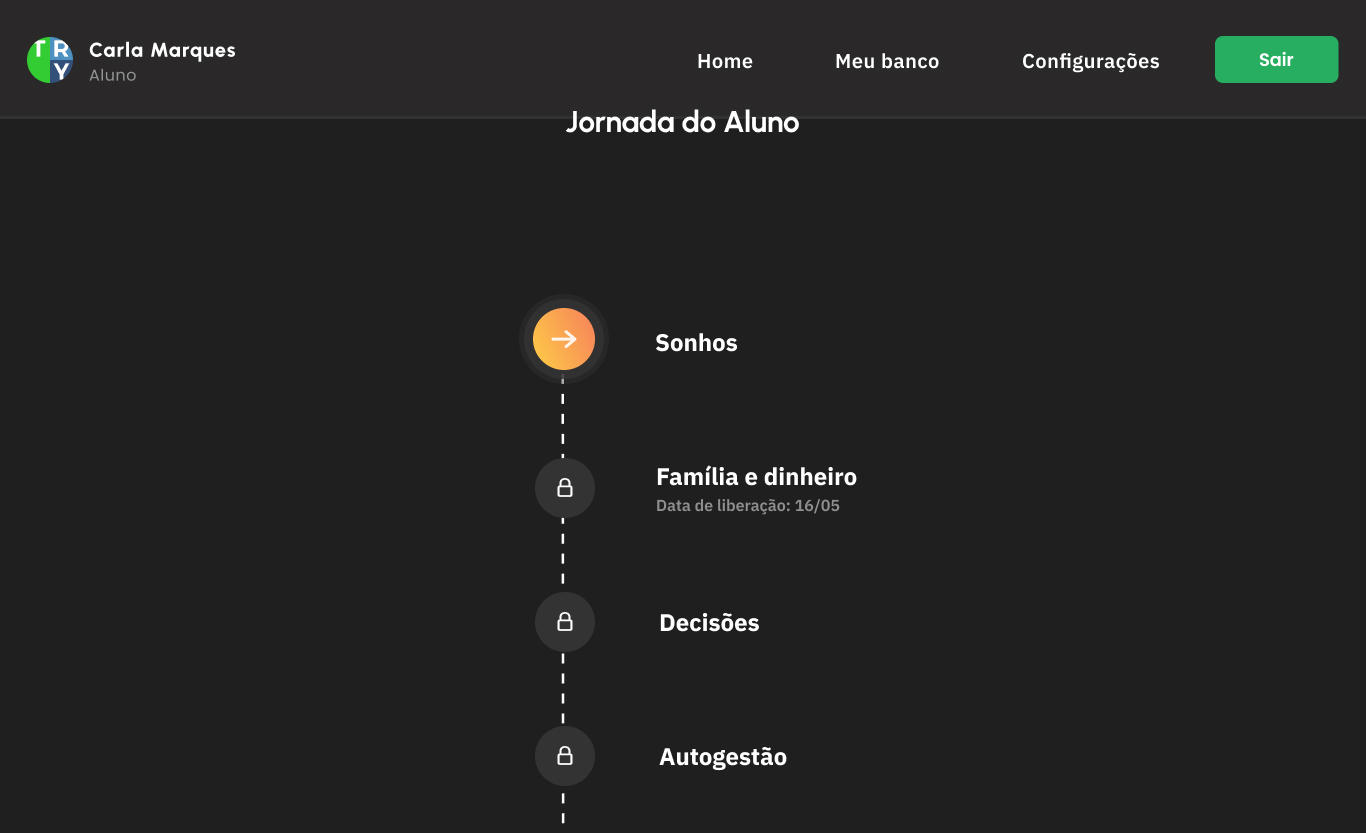 TRY
Carla Marques
Aluno
Home
Meu banco
Configurações
Sair
Jornada do Aluno
Sonhos
Família e dinheiro
Data de liberação: 16/05
Decisões
Autogestão